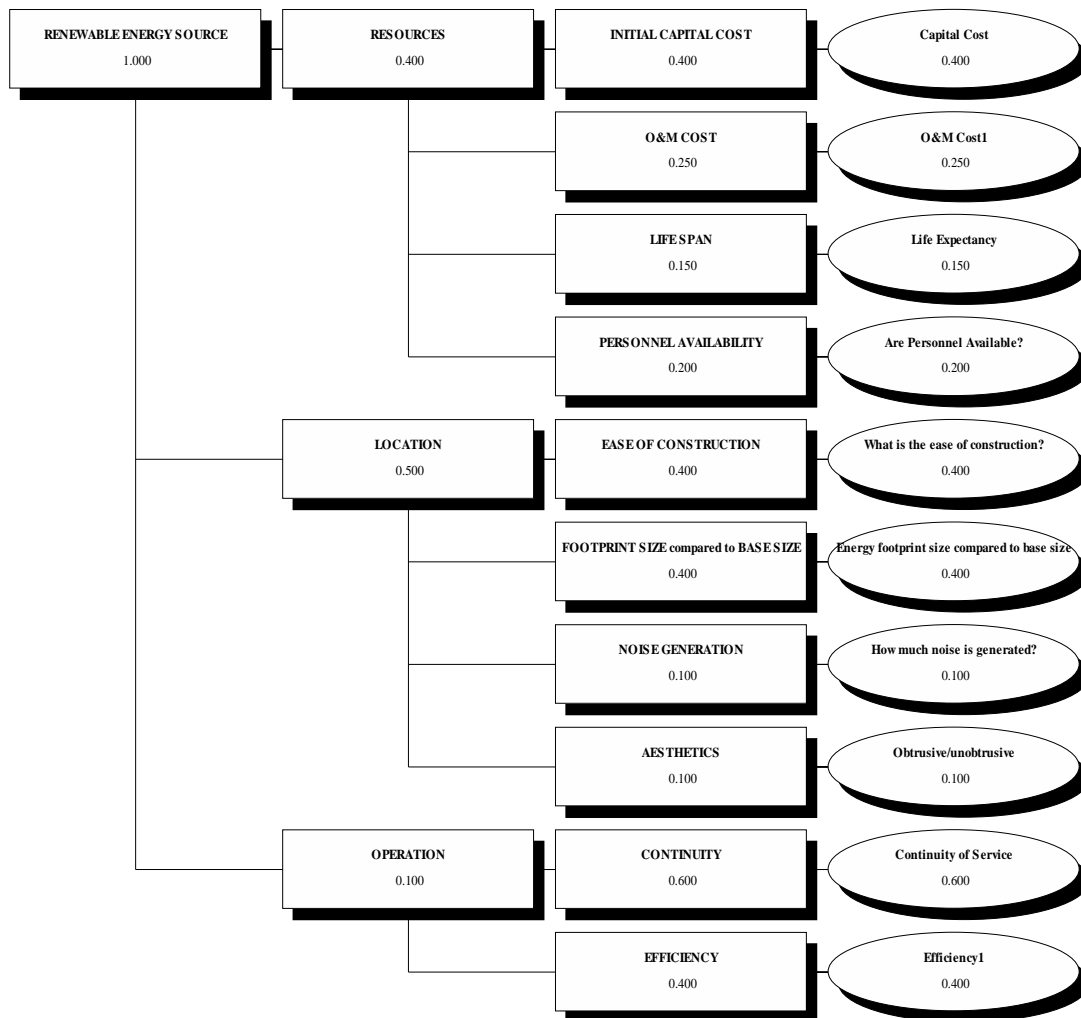 RENEWABLE ENERGY SOURCE
1.000
RESOURCES
0.400
INITIAL CAPITAL COST
0.400
Capital Cost
0.400
O&M COST
0.250
O&M Cost1
0.250
LIFE SPAN
0.150
Life Expectancy
0.150
PERSONNEL AVAILABILITY
0.200
Are Personnel Available?
0.200
LOCATION
0.500
EASE OF CONSTRUCTION
0.400
What is the ease of construction?
0.400
FOOTPRINT SIZE compared to BASE SIZE
0.400
Energy footprint size compared to base size
0.400
NOISE GENERATION
0.100
How much noise is generated?
0.100
AESTHETICS
0.100
Obtrusive/unobtrusive
0.100
OPERATION
0.100
CONTINUITY
0.600
Continuity of Service
0.600
EFFICIENCY
0.400
Efficiency1
0.400